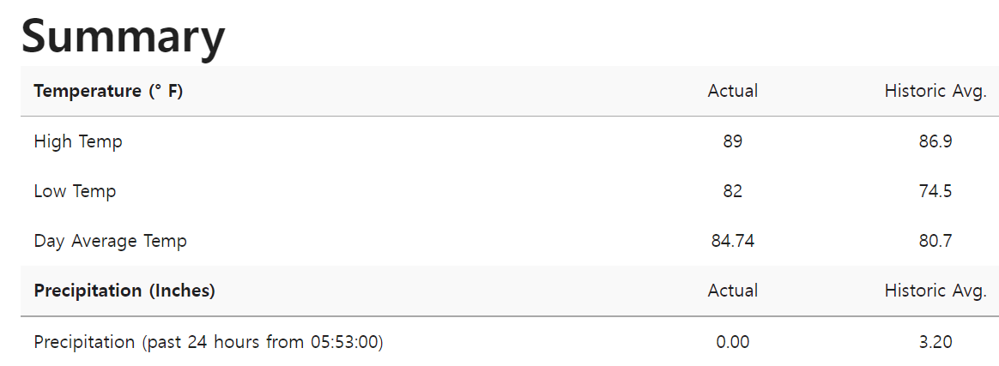 Summary
Temperature (° F) Actual Historic Avg.
High Temp 89 86.9
Low Temp 82 74.5
Day Average Temp 84.74 80.7
Precipitation (Inches) Actual Historic Avg.
Precipitation (past 24 hours from 05:53:00) 0.00 3.20